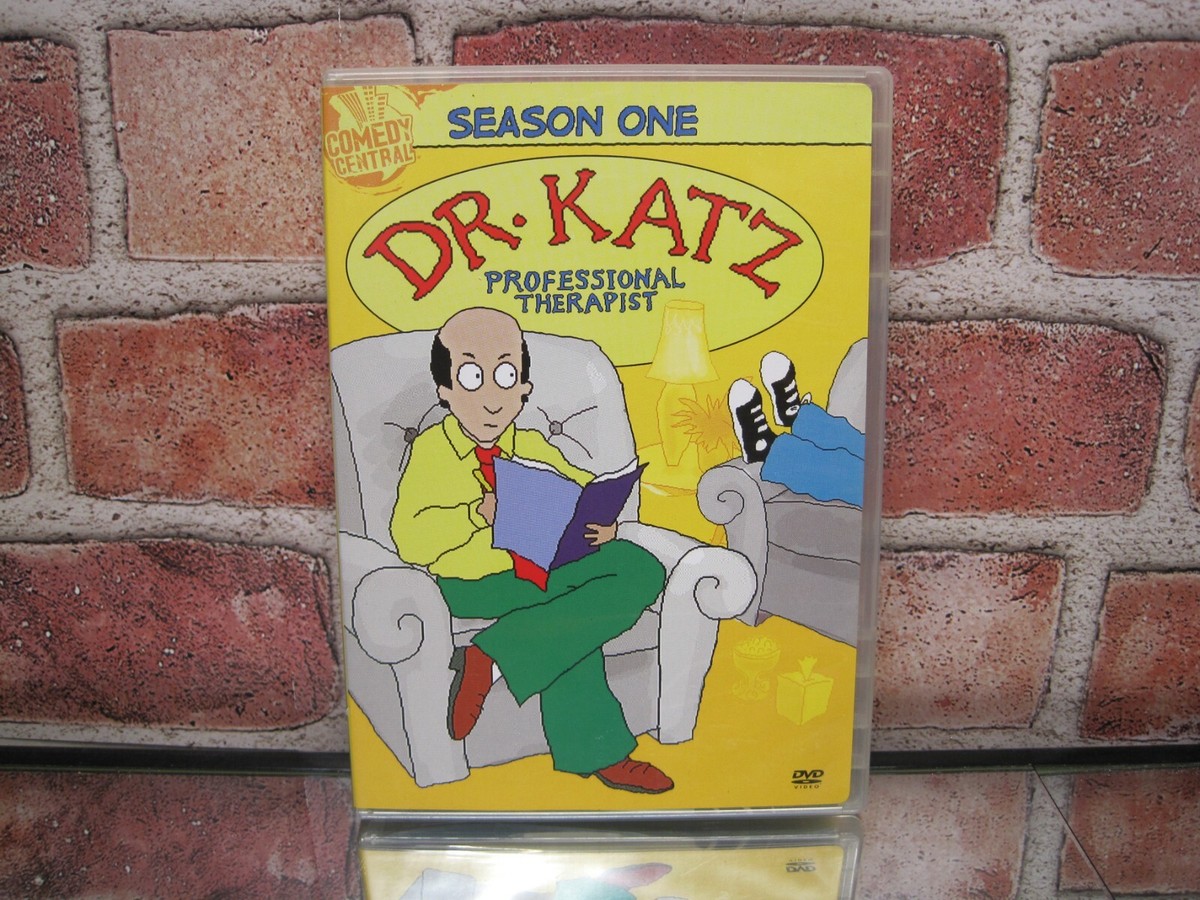 COMEDY
CENTRAL
SEASON ONE
DR. KATZ
PROFESSIONAL
THERAPIST
DVD
VIDEO